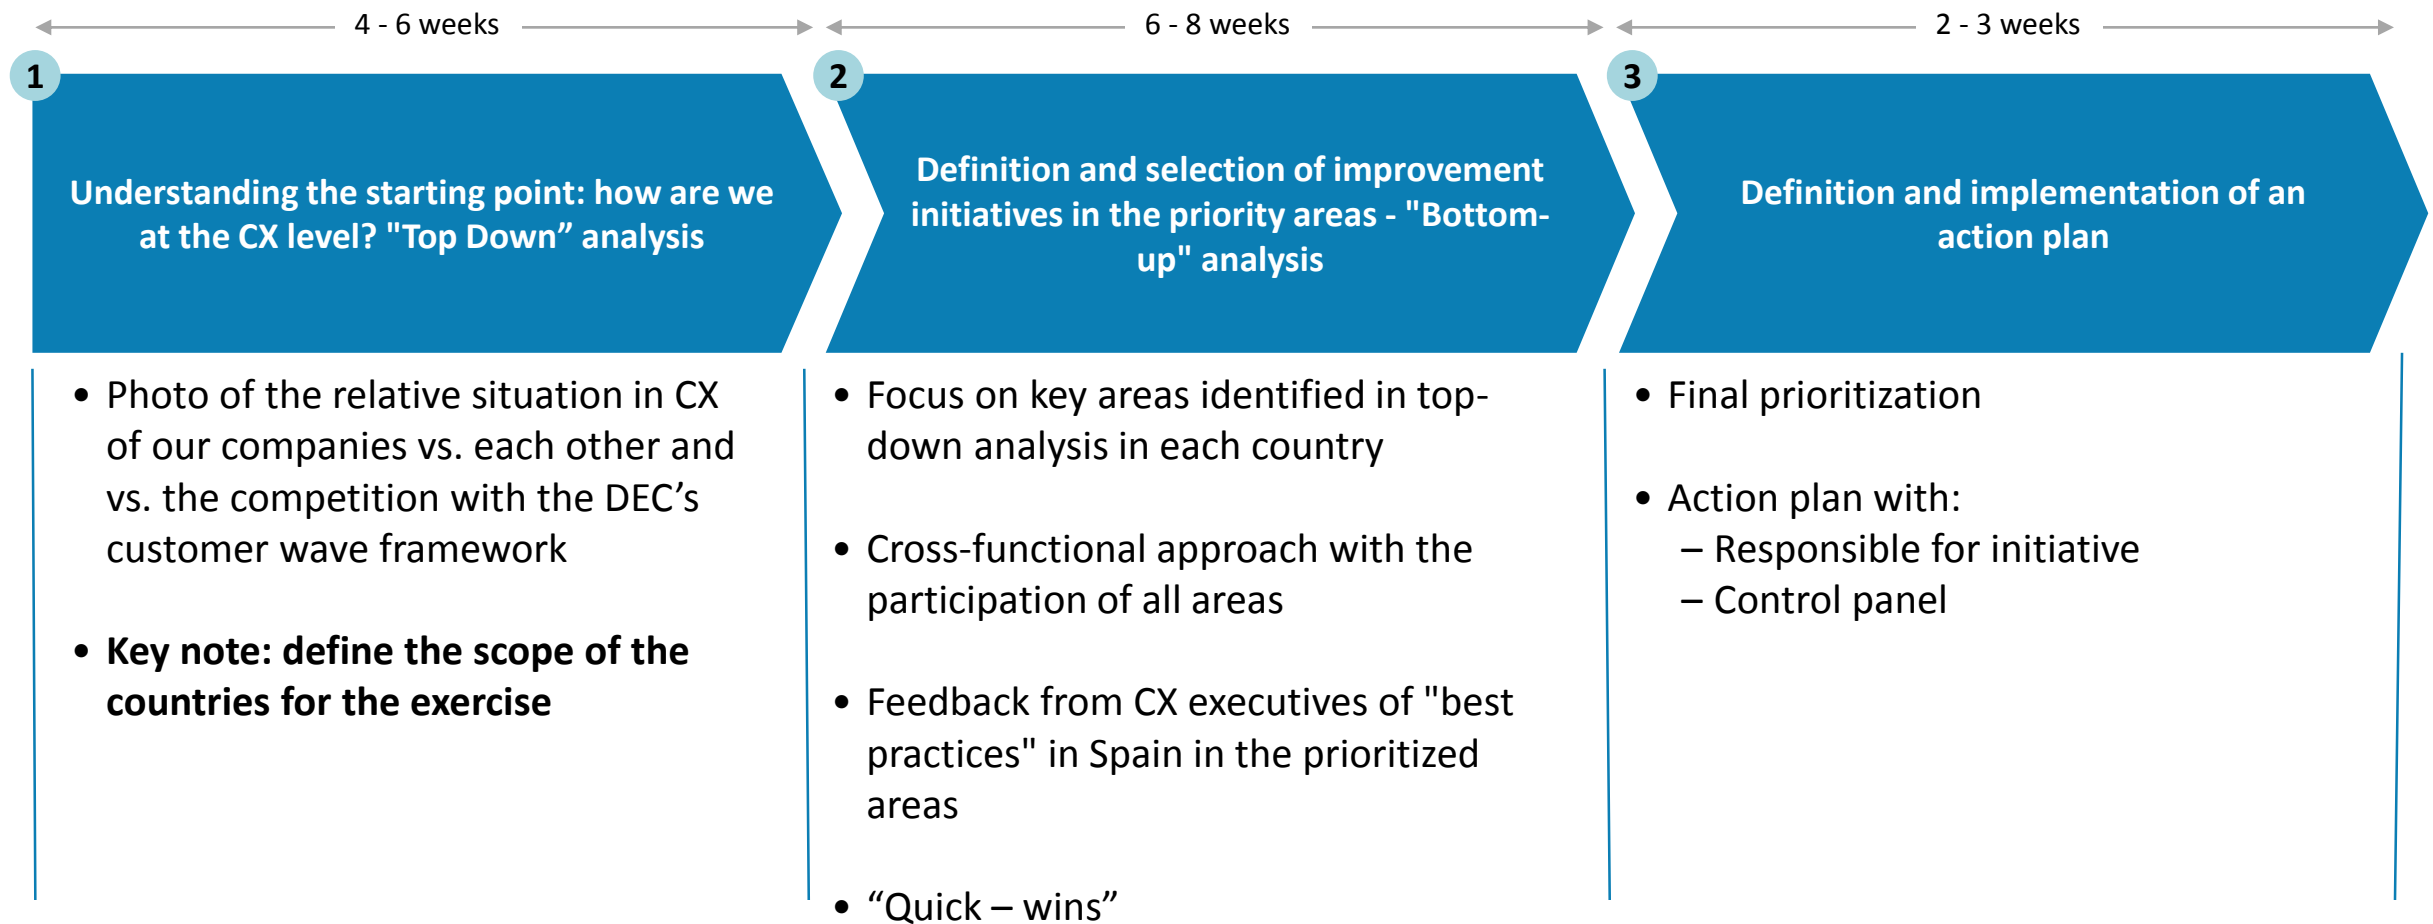 4 - 6 weeks
6 - 8 weeks
2 - 3 weeks
1
Understanding the starting point: how are we
at the CX level? "Top Down” analysis
2
Definition and selection of improvement
initiatives in the priority areas - "Bottom-
up" analysis
3
Definition and implementation of an
action plan
• Photo of the relative situation in CX
of our companies vs. each other and
vs. the competition with the DEC’s
customer wave framework
• Key note: define the scope of the
countries for the exercise
• Focus on key areas identified in top-
down analysis in each country
• Cross-functional approach with the
participation of all areas
• Feedback from CX executives of "best
practices" in Spain in the prioritized
areas
• “Quick – wins”
• Final prioritization
• Action plan with:
– Responsible for initiative
– Control panel